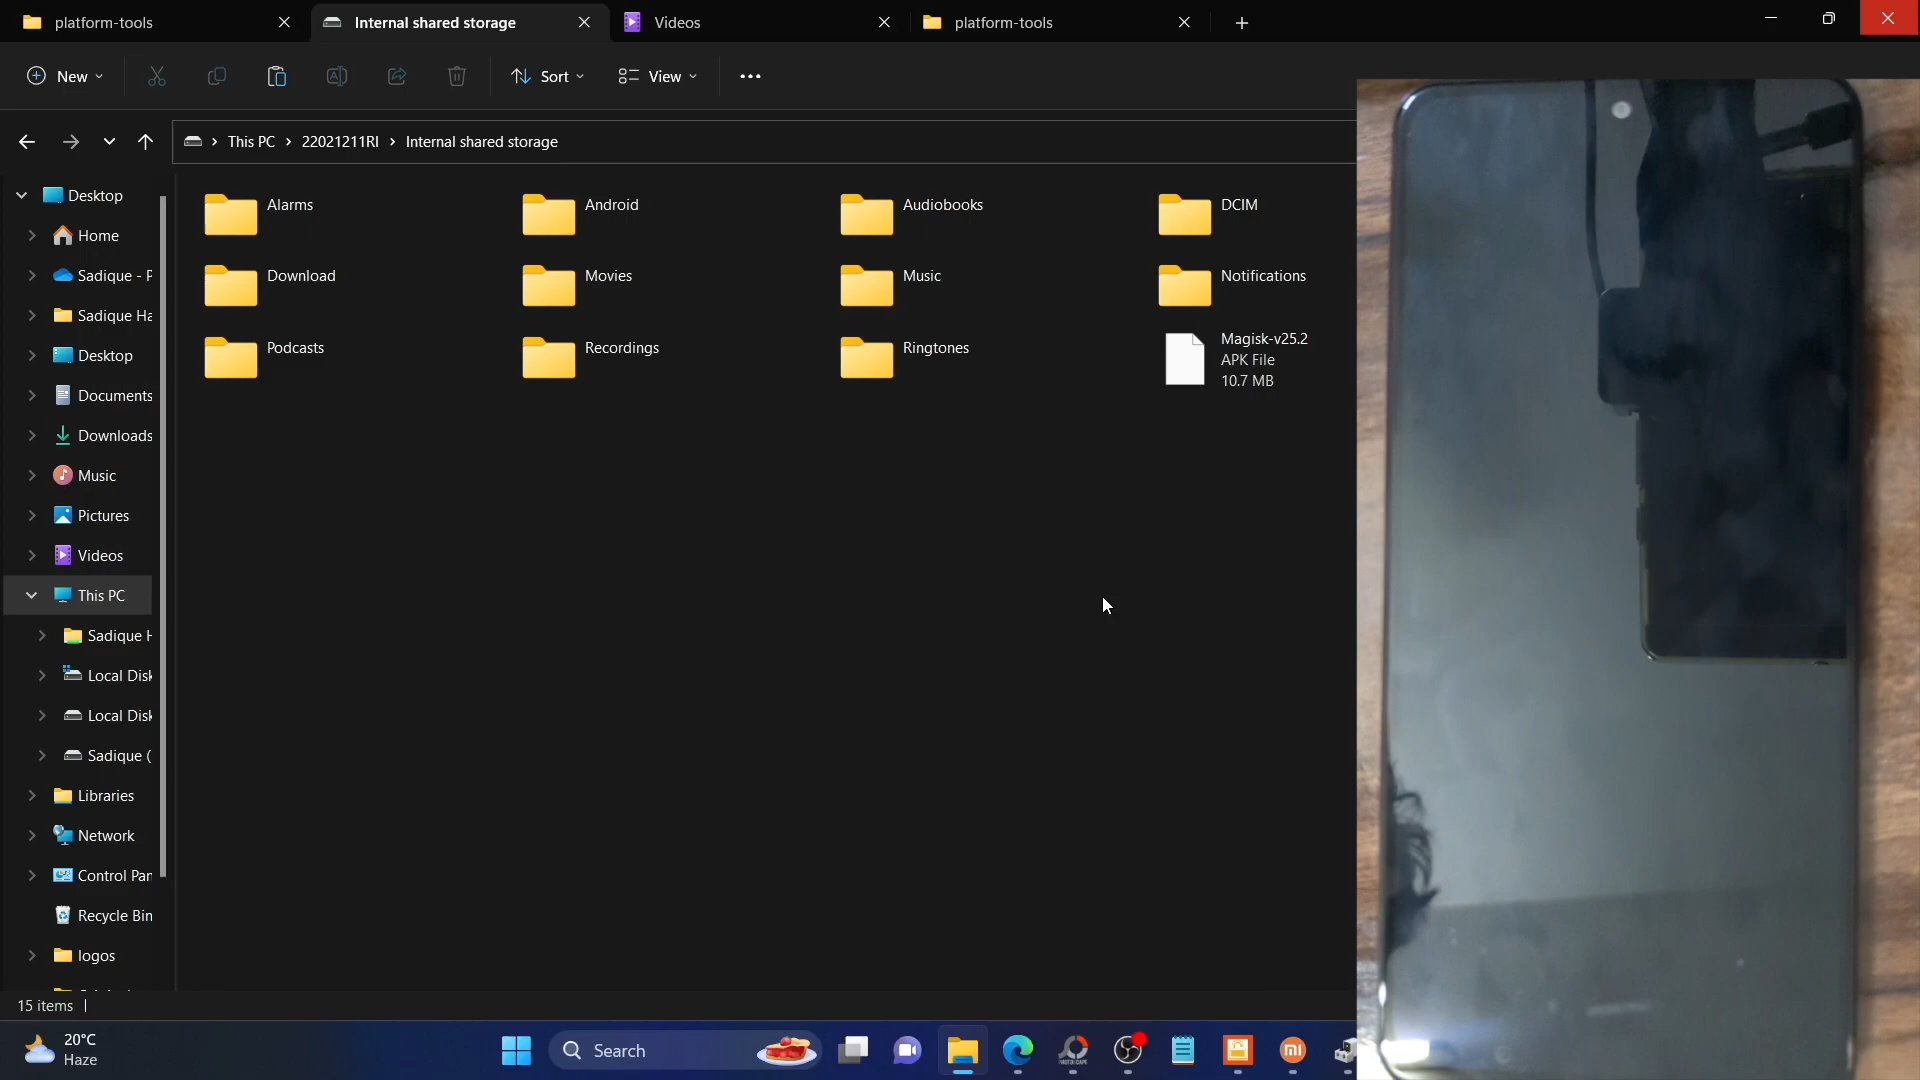 platform-tools
Internal shared storage
Videos
platform-tools
New
Sort
View
This PC > 22021211RI > Internal shared storage
Desktop
Home
Sadique - P
Sadique Ha
Desktop
Documents
Downloads
Music
Pictures
Videos
This PC
Sadique H
Local Disk
Local Disk
Sadique (
Libraries
Network
Control Pan
Recycle Bin
logos
Alarms
Android
Audiobooks
DCIM
Download
Movies
Music
Notifications
Podcasts
Recordings
Ringtones
Magisk-v25.2
APK File
10.7 MB
15 items
20°C
Haze
Search
PHOTOSCAPE
mi